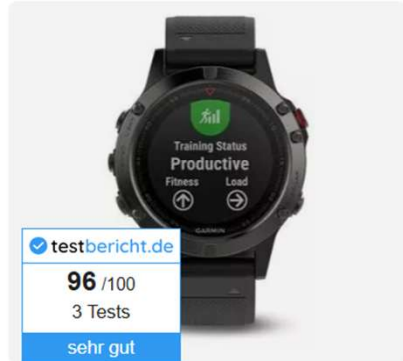 Training Status
Productive
Fitness Load
GARMIN
testbericht.de
96 /100
3 Tests
sehr gut